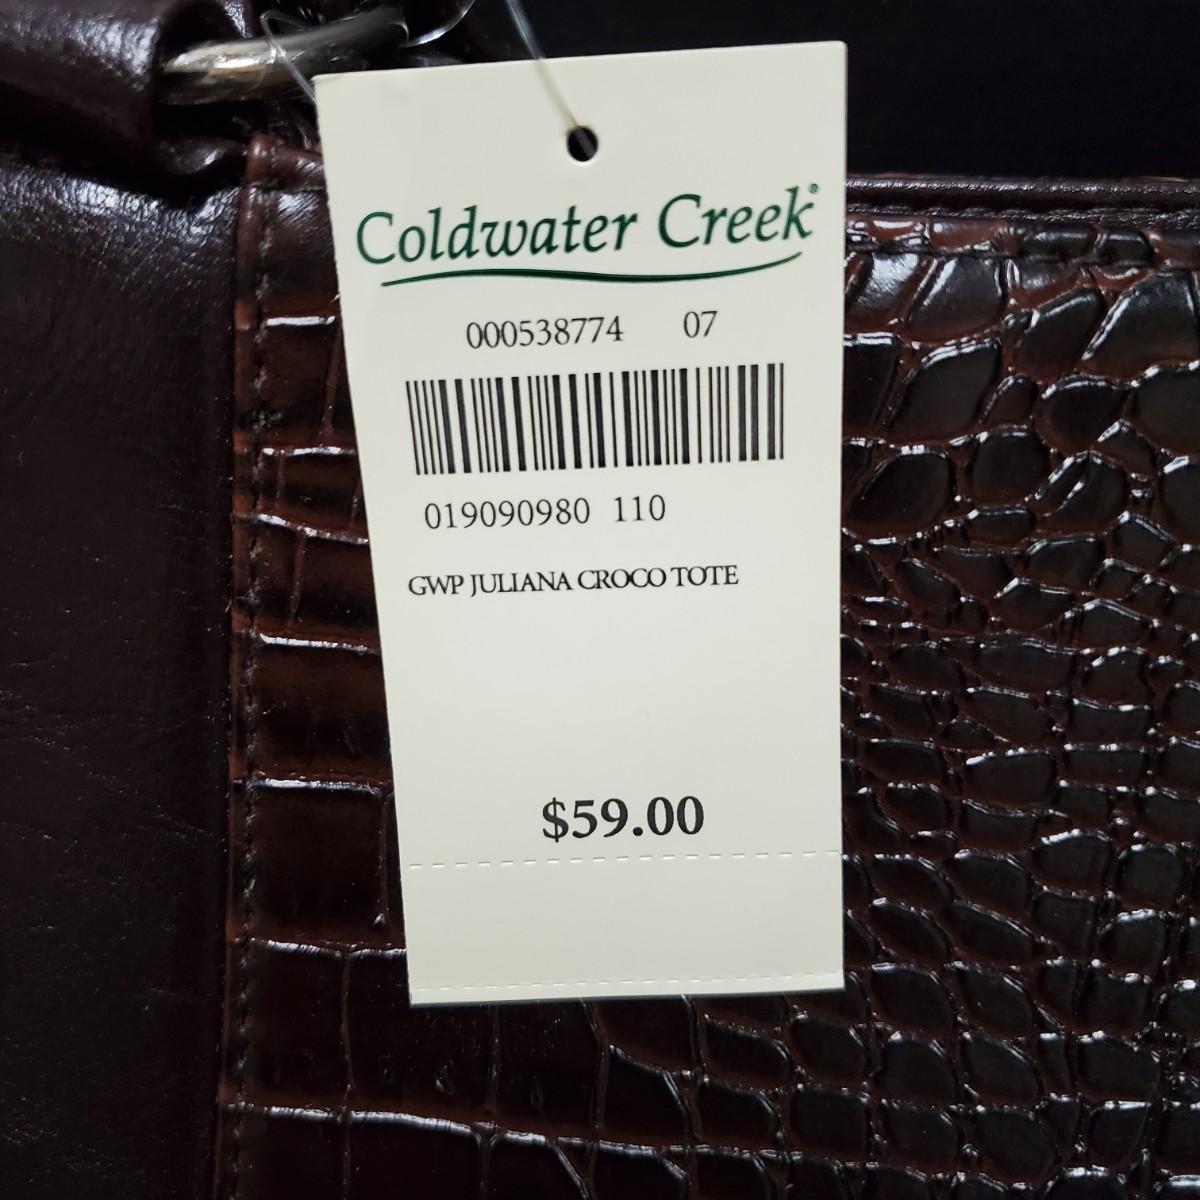 Coldwater Creek®
000538774 07
019090980 110
GWP JULIANA CROCO TOTE
$59.00